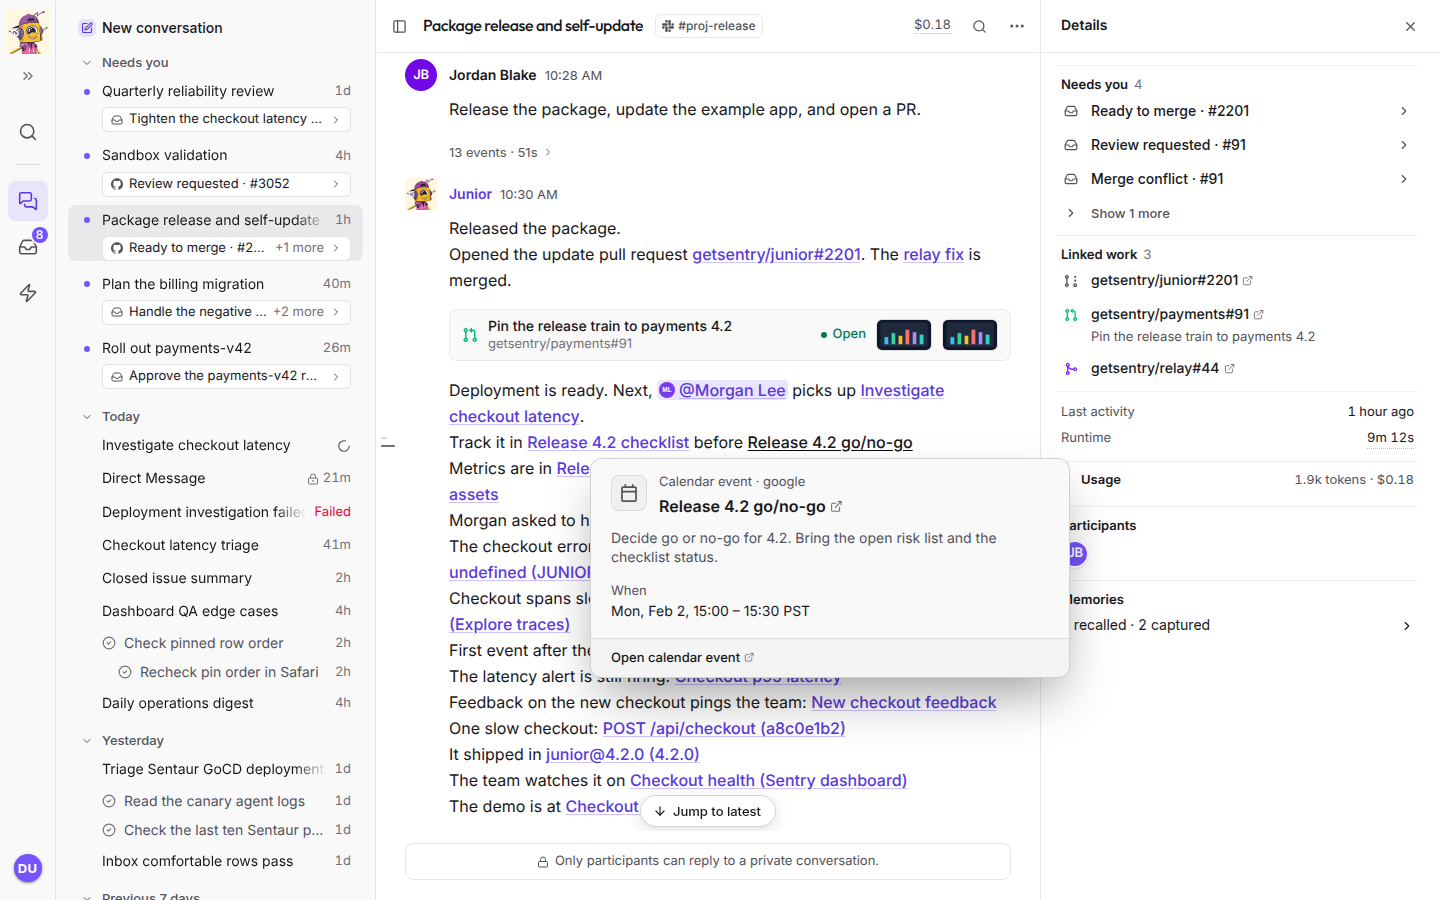 New conversation
Needs you
Quarterly reliability review 1d
Tighten the checkout latency ...
Sandbox validation 4h
Review requested · #3052
Package release and self-update 1h
Ready to merge · #2... +1 more
Plan the billing migration 40m
Handle the negative ... +2 more
Roll out payments-v42 26m
Approve the payments-v42 r...
Today
Investigate checkout latency
Direct Message 21m
Deployment investigation failed Failed
Checkout latency triage 41m
Closed issue summary 2h
Dashboard QA edge cases 4h
Check pinned row order 2h
Recheck pin order in Safari 2h
Daily operations digest 4h
Yesterday
Triage Sentaur GoCD deployment 1d
Read the canary agent logs 1d
Check the last ten Sentaur p... 1d
Inbox comfortable rows pass 1d
Previous 7 days
8
DU
Package release and self-update #proj-release $0.18
JB Jordan Blake 10:28 AM
Release the package, update the example app, and open a PR.
13 events · 51s
Junior 10:30 AM
Released the package.
Opened the update pull request getsentry/junior#2201. The relay fix is
merged.
Pin the release train to payments 4.2
getsentry/payments#91
Open
Deployment is ready. Next, ML @Morgan Lee picks up Investigate
checkout latency.
Track it in Release 4.2 checklist before Release 4.2 go/no-go
Metrics are in Rele
assets
Morgan asked to h
The checkout erro
undefined (JUNIO
Checkout spans sl
(Explore traces)
First event after the
The latency alert is still firing: Checkout p95 latency
Feedback on the new checkout pings the team: New checkout feedback
One slow checkout: POST /api/checkout (a8c0e1b2)
It shipped in junior@4.2.0 (4.2.0)
The team watches it on Checkout health (Sentry dashboard)
The demo is at Checkout
Jump to latest
Only participants can reply to a private conversation.
Calendar event · google
Release 4.2 go/no-go
Decide go or no-go for 4.2. Bring the open risk list and the
checklist status.
When
Mon, Feb 2, 15:00 – 15:30 PST
Open calendar event
Details
Needs you 4
Ready to merge · #2201
Review requested · #91
Merge conflict · #91
Show 1 more
Linked work 3
getsentry/junior#2201
getsentry/payments#91
Pin the release train to payments 4.2
getsentry/relay#44
Last activity 1 hour ago
Runtime 9m 12s
Usage 1.9k tokens · $0.18
articipants
JB
Memories
recalled · 2 captured